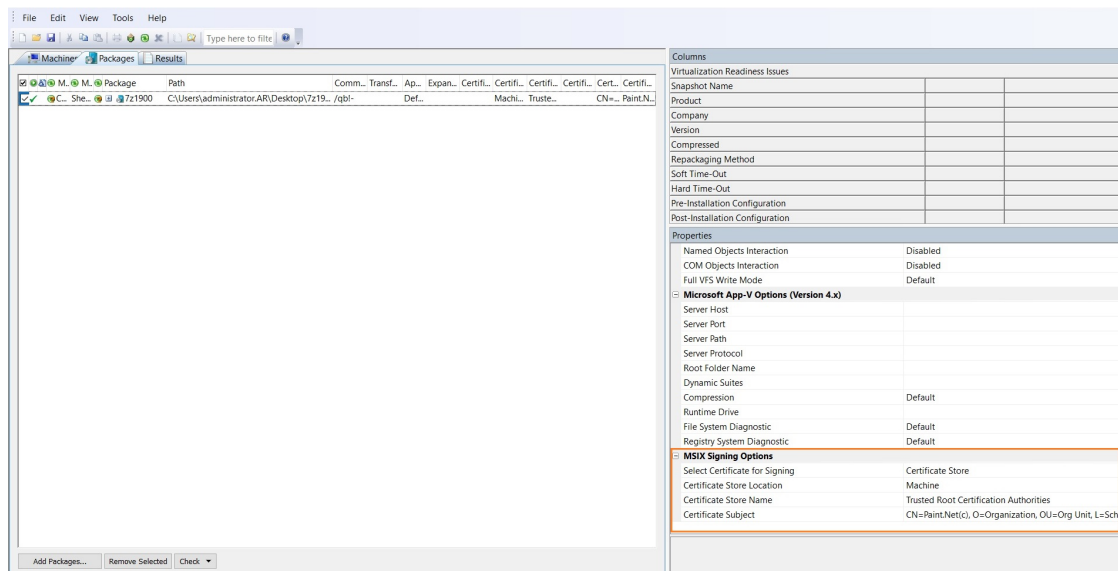 File Edit View Tools Help
Type here to filte
Machines Packages Results
M... M... Package Path Comm... Transf... Ap... Expan... Certifi... Certifi... Certifi... Certifi... Cert... Certifi...
C... She... 7z1900 C:\Users\administrator.AR\Desktop\7z19... /qb!- Def... Machi... Truste... CN=... Paint.N...
Add Packages... Remove Selected Check
Columns
Virtualization Readiness Issues
Snapshot Name
Product
Company
Version
Compressed
Repackaging Method
Soft Time-Out
Hard Time-Out
Pre-Installation Configuration
Post-Installation Configuration
Properties
Named Objects Interaction Disabled
COM Objects Interaction Disabled
Full VFS Write Mode Default
Microsoft App-V Options (Version 4.x)
Server Host
Server Port
Server Path
Server Protocol
Root Folder Name
Dynamic Suites
Compression Default
Runtime Drive
File System Diagnostic Default
Registry System Diagnostic Default
MSIX Signing Options
Select Certificate for Signing Certificate Store
Certificate Store Location Machine
Certificate Store Name Trusted Root Certification Authorities
Certificate Subject CN=Paint.Net(c), O=Organization, OU=Org Unit, L=Sch